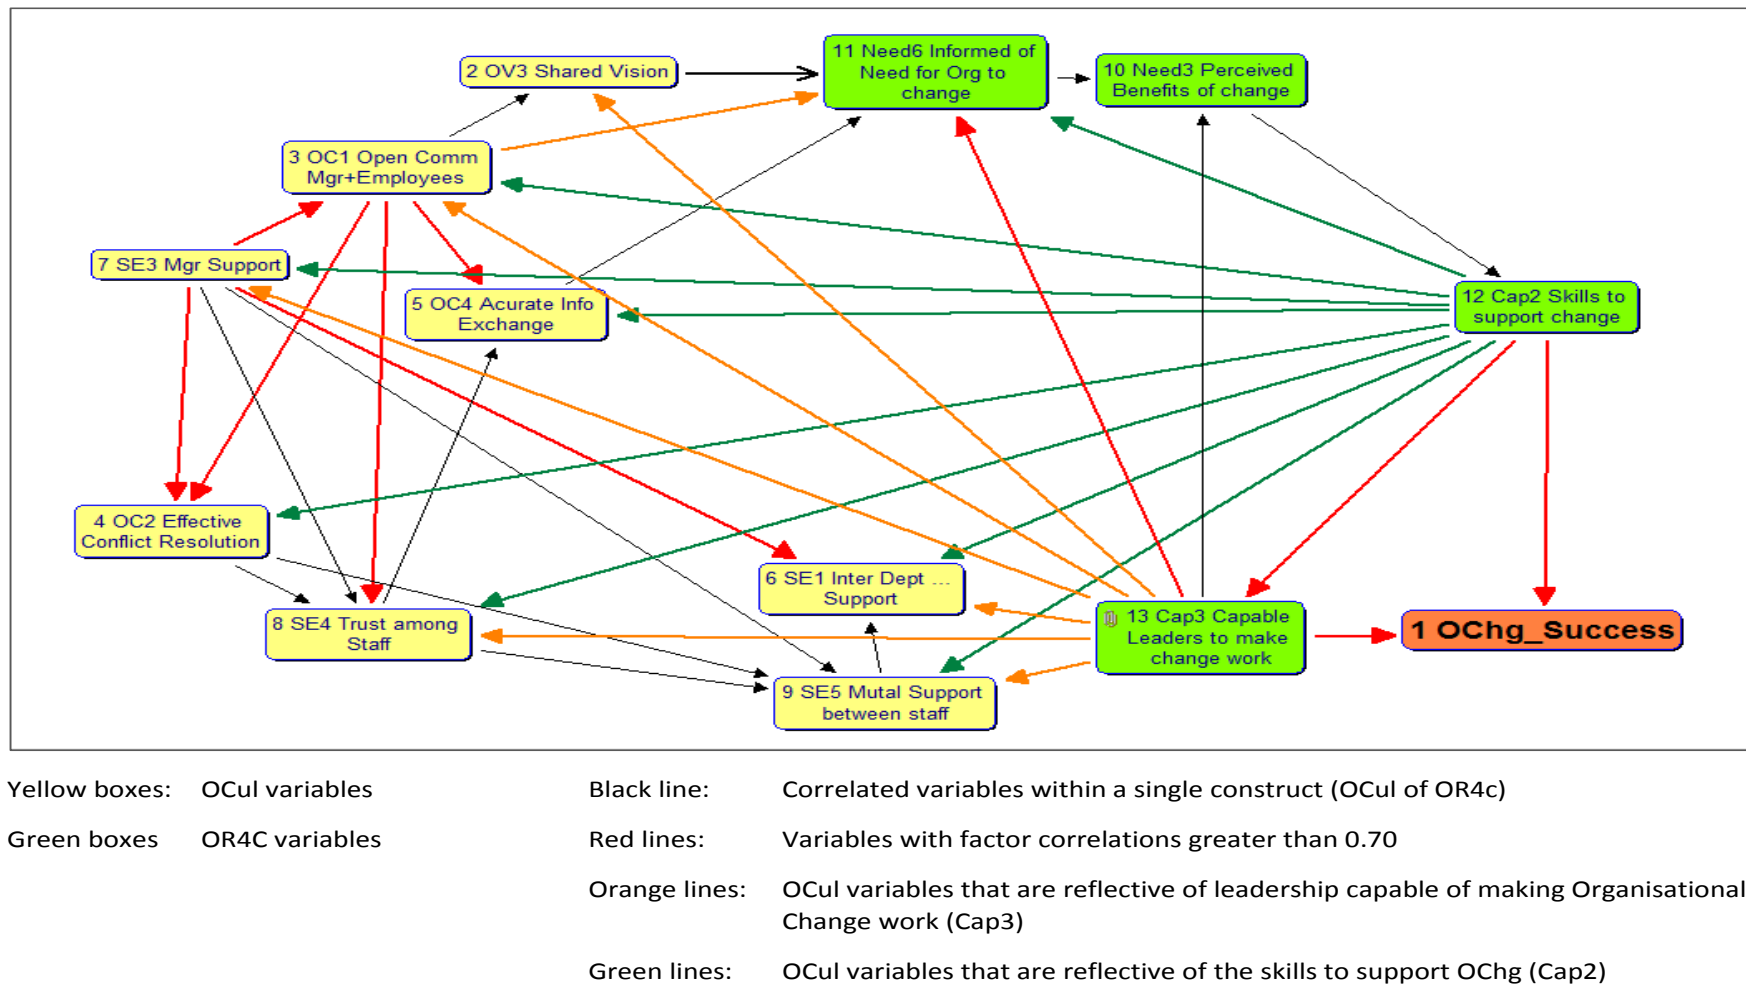 11 Need6 Informed of
Need for Org to
change
2 OV3 Shared Vision
10 Need3 Perceived
Benefits of change
3 OC1 Open Comm
Mgr+Employees
7 SE3 Mgr Support
5 OC4 Acurate Info
Exchange
12 Cap2 Skills to
support change
4 OC2 Effective
Conflict Resolution
6 SE1 Inter Dept ...
Support
8 SE4 Trust among
Staff
13 Cap3 Capable
Leaders to make
change work
1 OChg_Success
9 SE5 Mutal Support
between staff
Yellow boxes: OCul variables
Black line: Correlated variables within a single construct (OCul of OR4c)
Green boxes OR4C variables
Red lines: Variables with factor correlations greater than 0.70
Orange lines: OCul variables that are reflective of leadership capable of making Organisational
Change work (Cap3)
Green lines: OCul variables that are reflective of the skills to support OChg (Cap2)